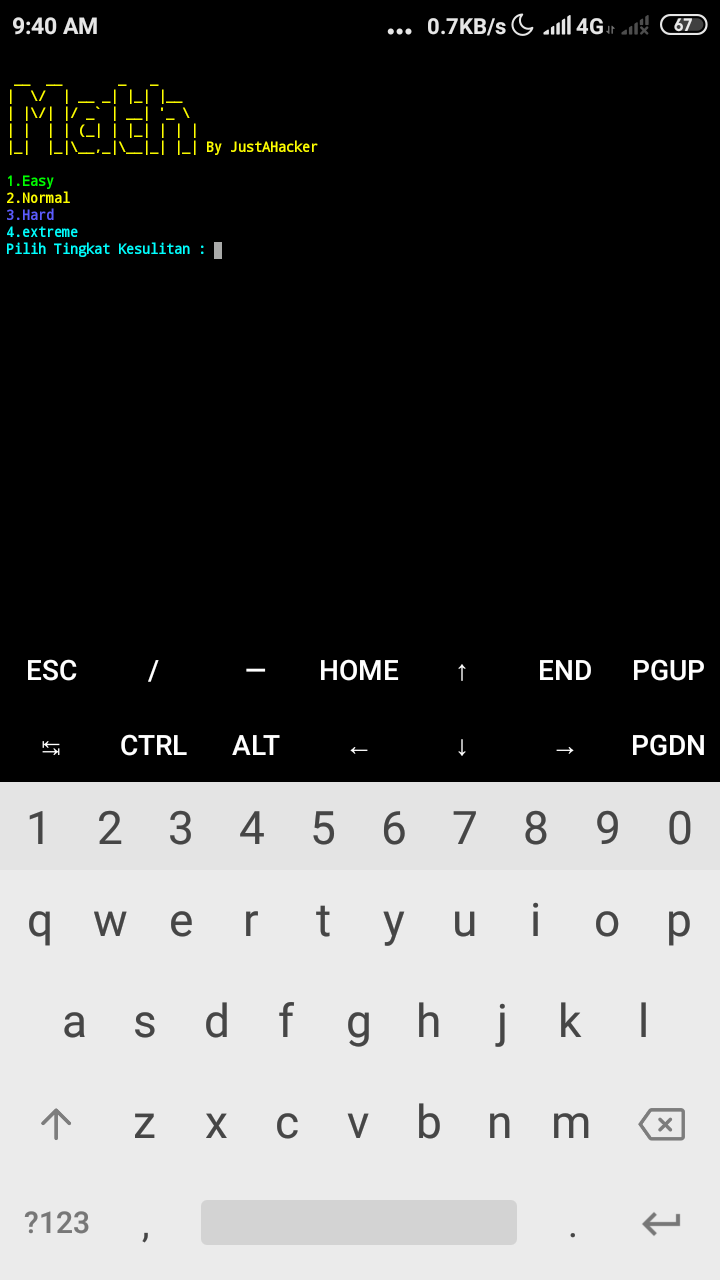 9:40 AM ... 0.7KB/s 4G 67
Math By JustAHacker
1.Easy
2.Normal
3.Hard
4.extreme
Pilih Tingkat Kesulitan :
ESC / — HOME ↑ END PGUP
↹ CTRL ALT ← ↓ → PGDN
1 2 3 4 5 6 7 8 9 0
q w e r t y u i o p
a s d f g h j k l
z x c v b n m
?123 , .